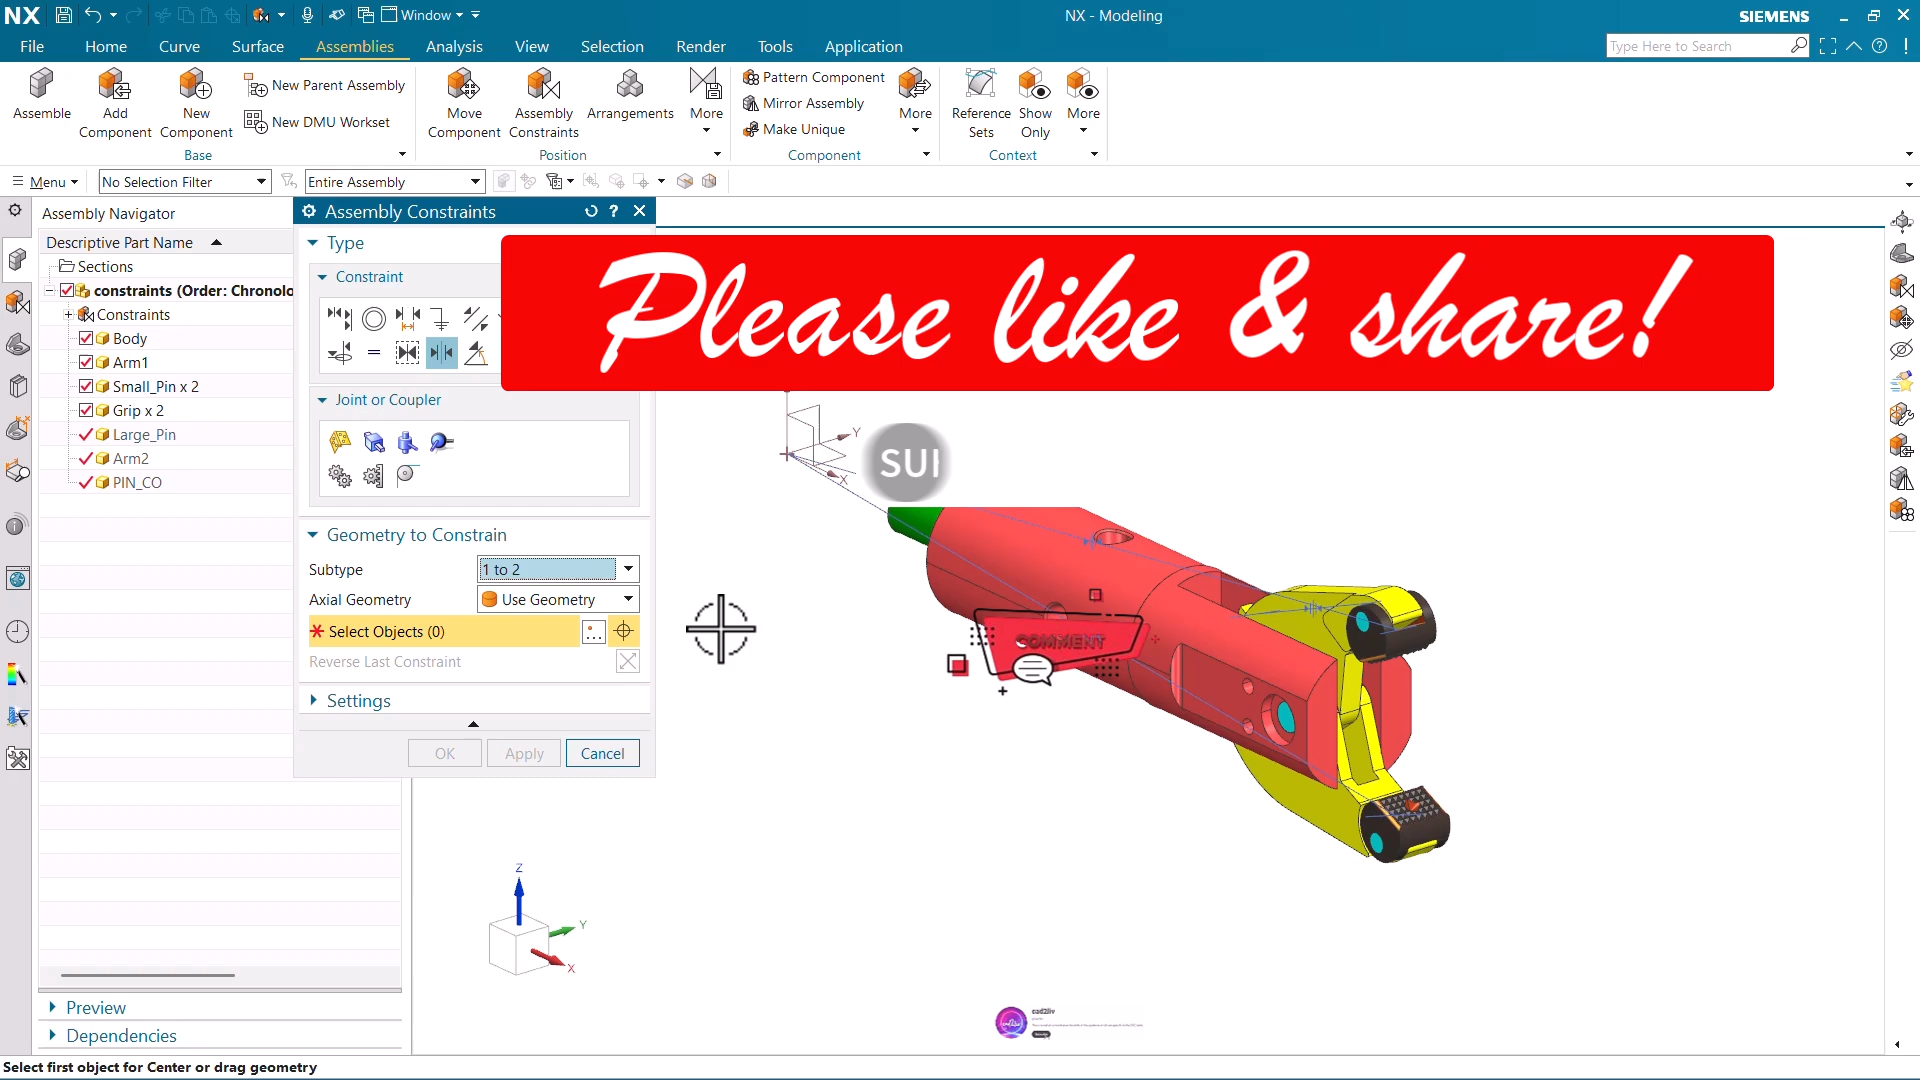 NX
Window
NX - Modeling
SIEMENS
File
Home
Curve
Surface
Assemblies
Analysis
View
Selection
Render
Tools
Application
Type Here to Search
Assemble
Add
Component
New
Component
New Parent Assembly
New DMU Workset
Base
Move
Component
Assembly
Constraints
Arrangements
More
Position
Pattern Component
Mirror Assembly
Make Unique
More
Component
Reference
Sets
Show
Only
More
Context
Menu
No Selection Filter
Entire Assembly
Assembly Navigator
Descriptive Part Name
Sections
constraints (Order: Chronolo
Constraints
Body
Arm1
Small_Pin x 2
Grip x 2
Large_Pin
Arm2
PIN_CO
Preview
Dependencies
Assembly Constraints
Type
Constraint
Joint or Coupler
Geometry to Constrain
Subtype
1 to 2
Axial Geometry
Use Geometry
Select Objects (0)
Reverse Last Constraint
Settings
OK
Apply
Cancel
Please like & share!
Y
X
SUI
COMMENT
Z
Y
X
cad2liv
Select first object for Center or drag geometry